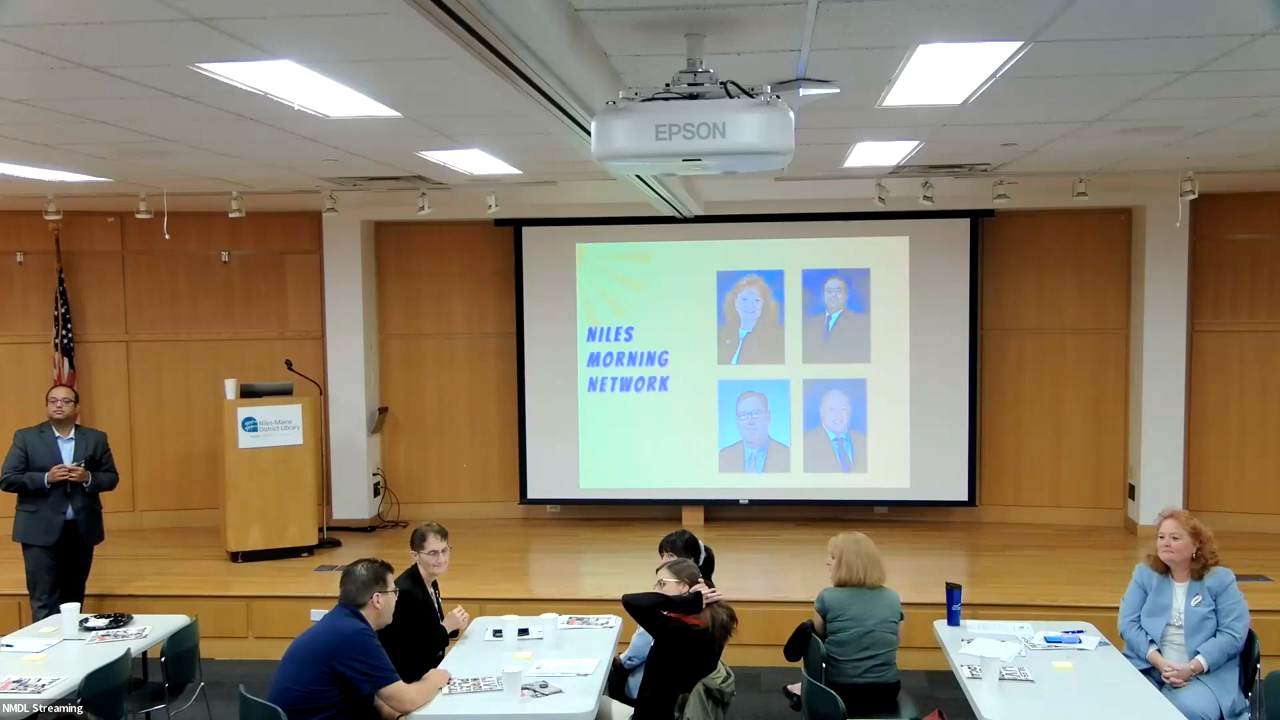 EPSON
NILES
MORNING
NETWORK
Niles-Maine
District Library
NMDL Streaming